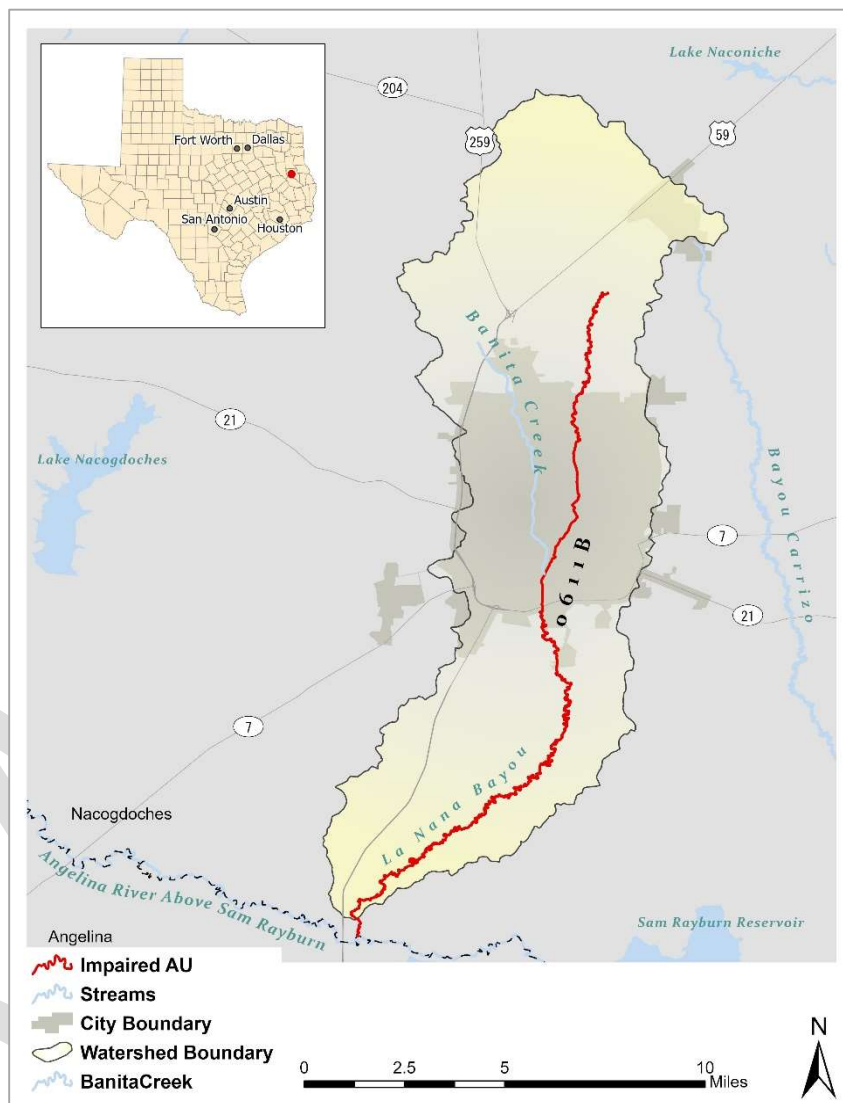 Lake Naconiche
204
259
59
Fort Worth
Dallas
Austin
San Antonio
Houston
Banita Creek
21
Lake Nacogdoches
Bayou Carrizo
7
0611B
21
7
La Nana Bayou
Nacogdoches
Angelina River Above Sam Rayburn
Angelina
Sam Rayburn Reservoir
Impaired AU
Streams
City Boundary
Watershed Boundary
BanitaCreek
N
0 2.5 5 10
Miles